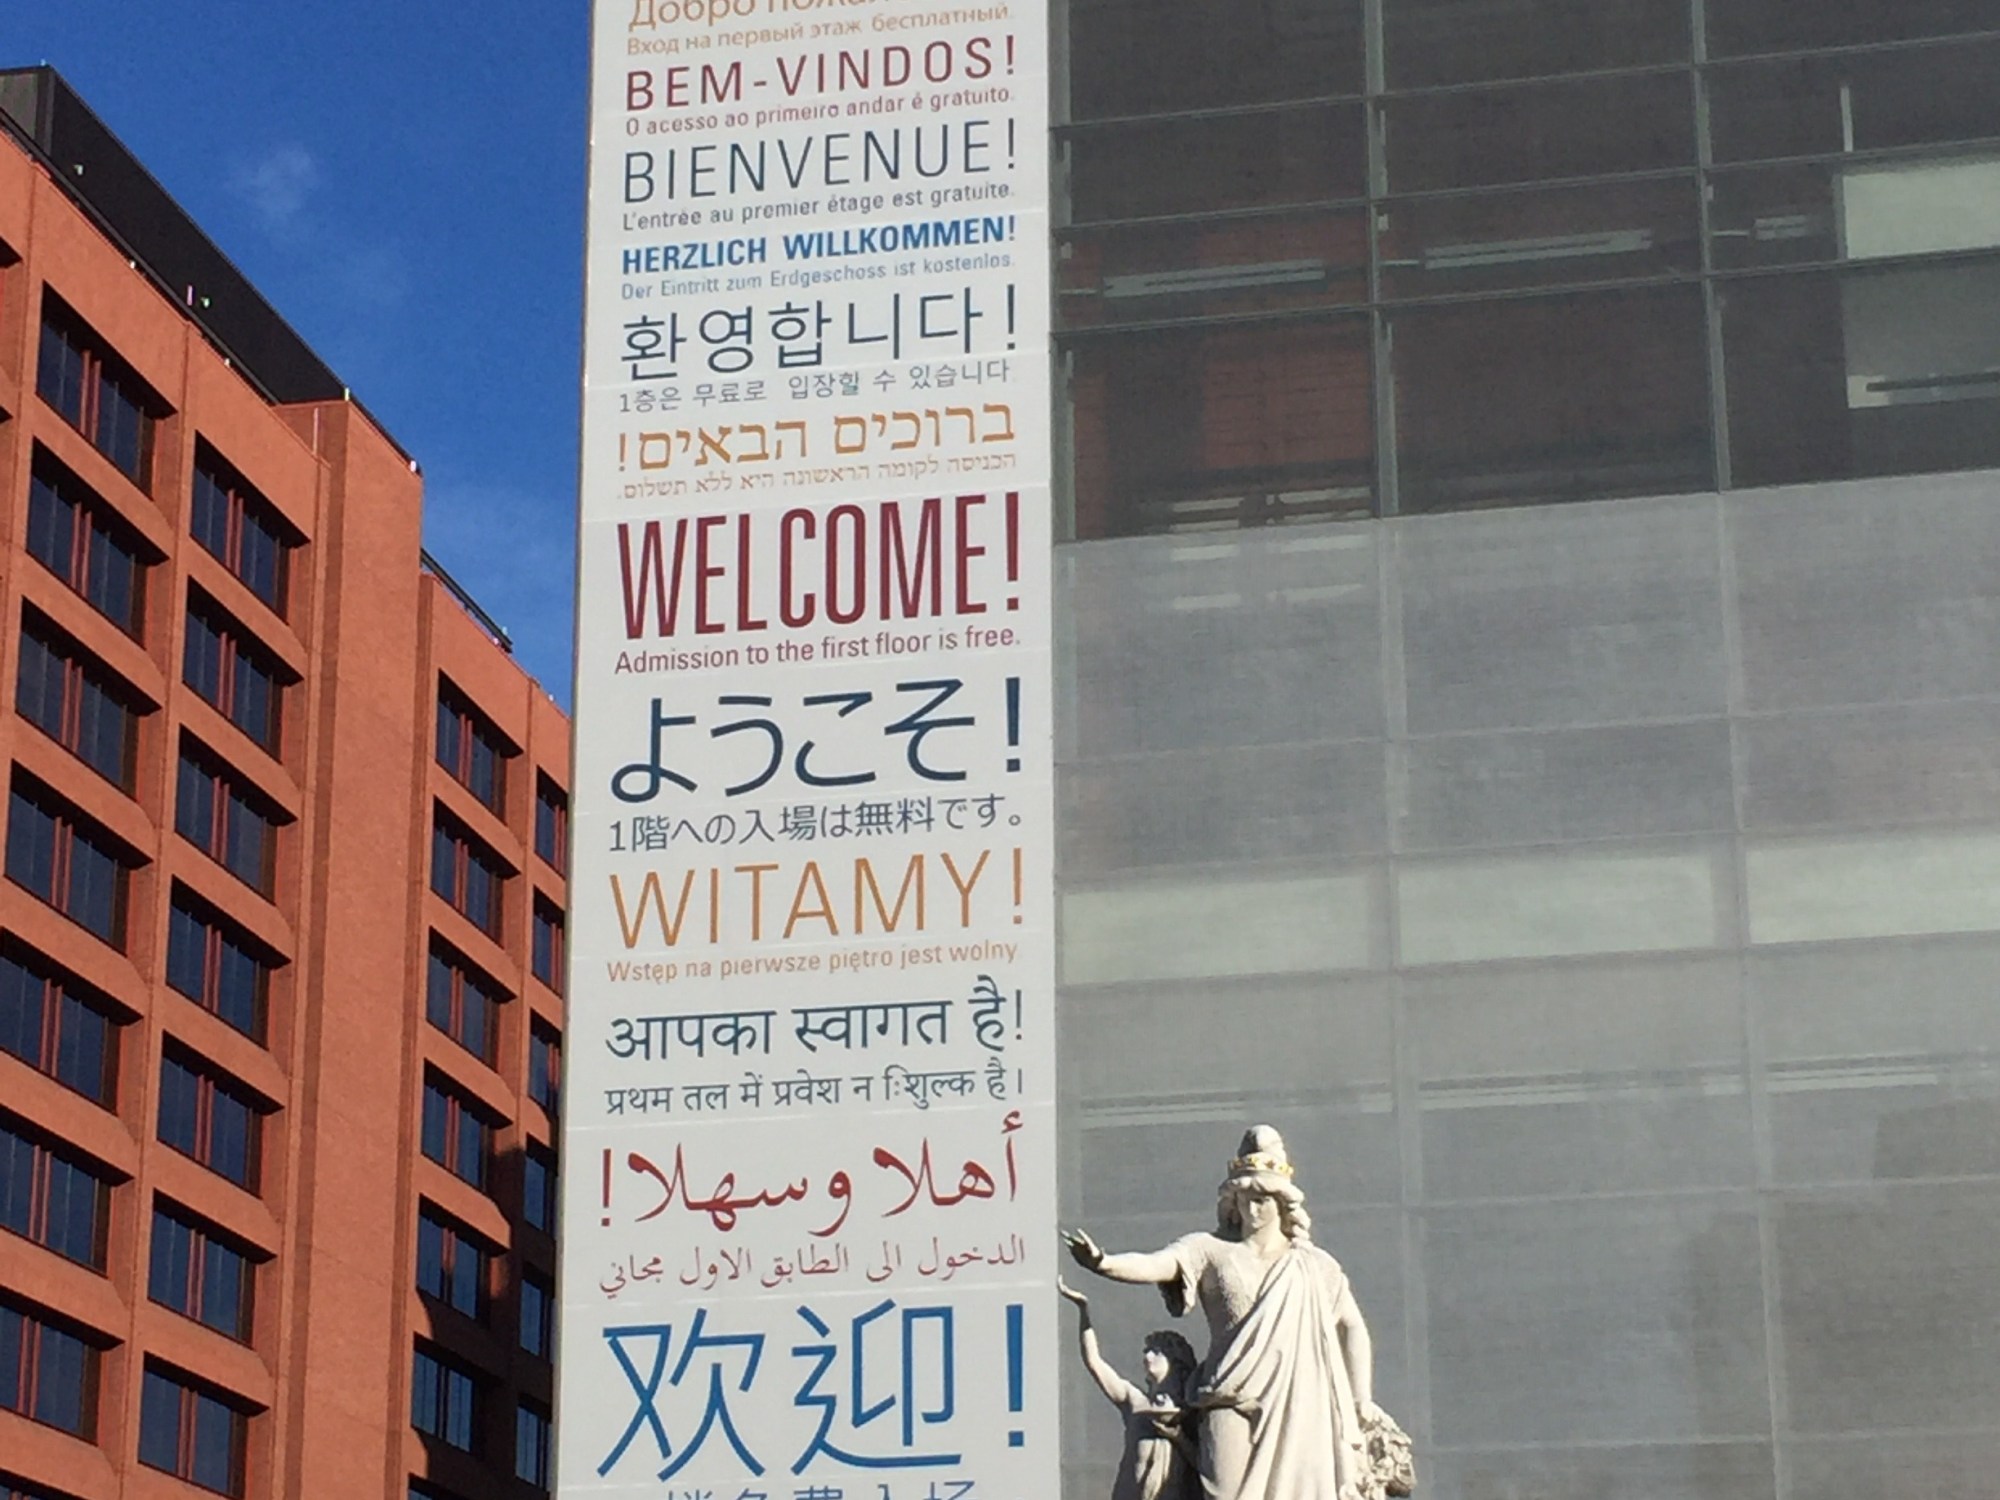 Добро
Вход на первый этаж бесплатный.
BEM-VINDOS!
O acesso ao primeiro andar é gratuito.
BIENVENUE!
L'entrée au premier étage est gratuite.
HERZLICH WILLKOMMEN!
Der Eintritt zum Erdgeschoss ist kostenlos.
환영합니다!
1층은 무료로 입장할 수 있습니다
ברוכים הבאים!
הכניסה לקומה הראשונה היא ללא תשלום.
WELCOME!
Admission to the first floor is free.
ようこそ!
1階への入場は無料です。
WITAMY!
Wstęp na pierwsze piętro jest wolny
आपका स्वागत है!
प्रथम तल में प्रवेश न िःशुल्क है।
أهلا وسهلا!
الدخول الى الطابق الاول مجاني
欢迎!